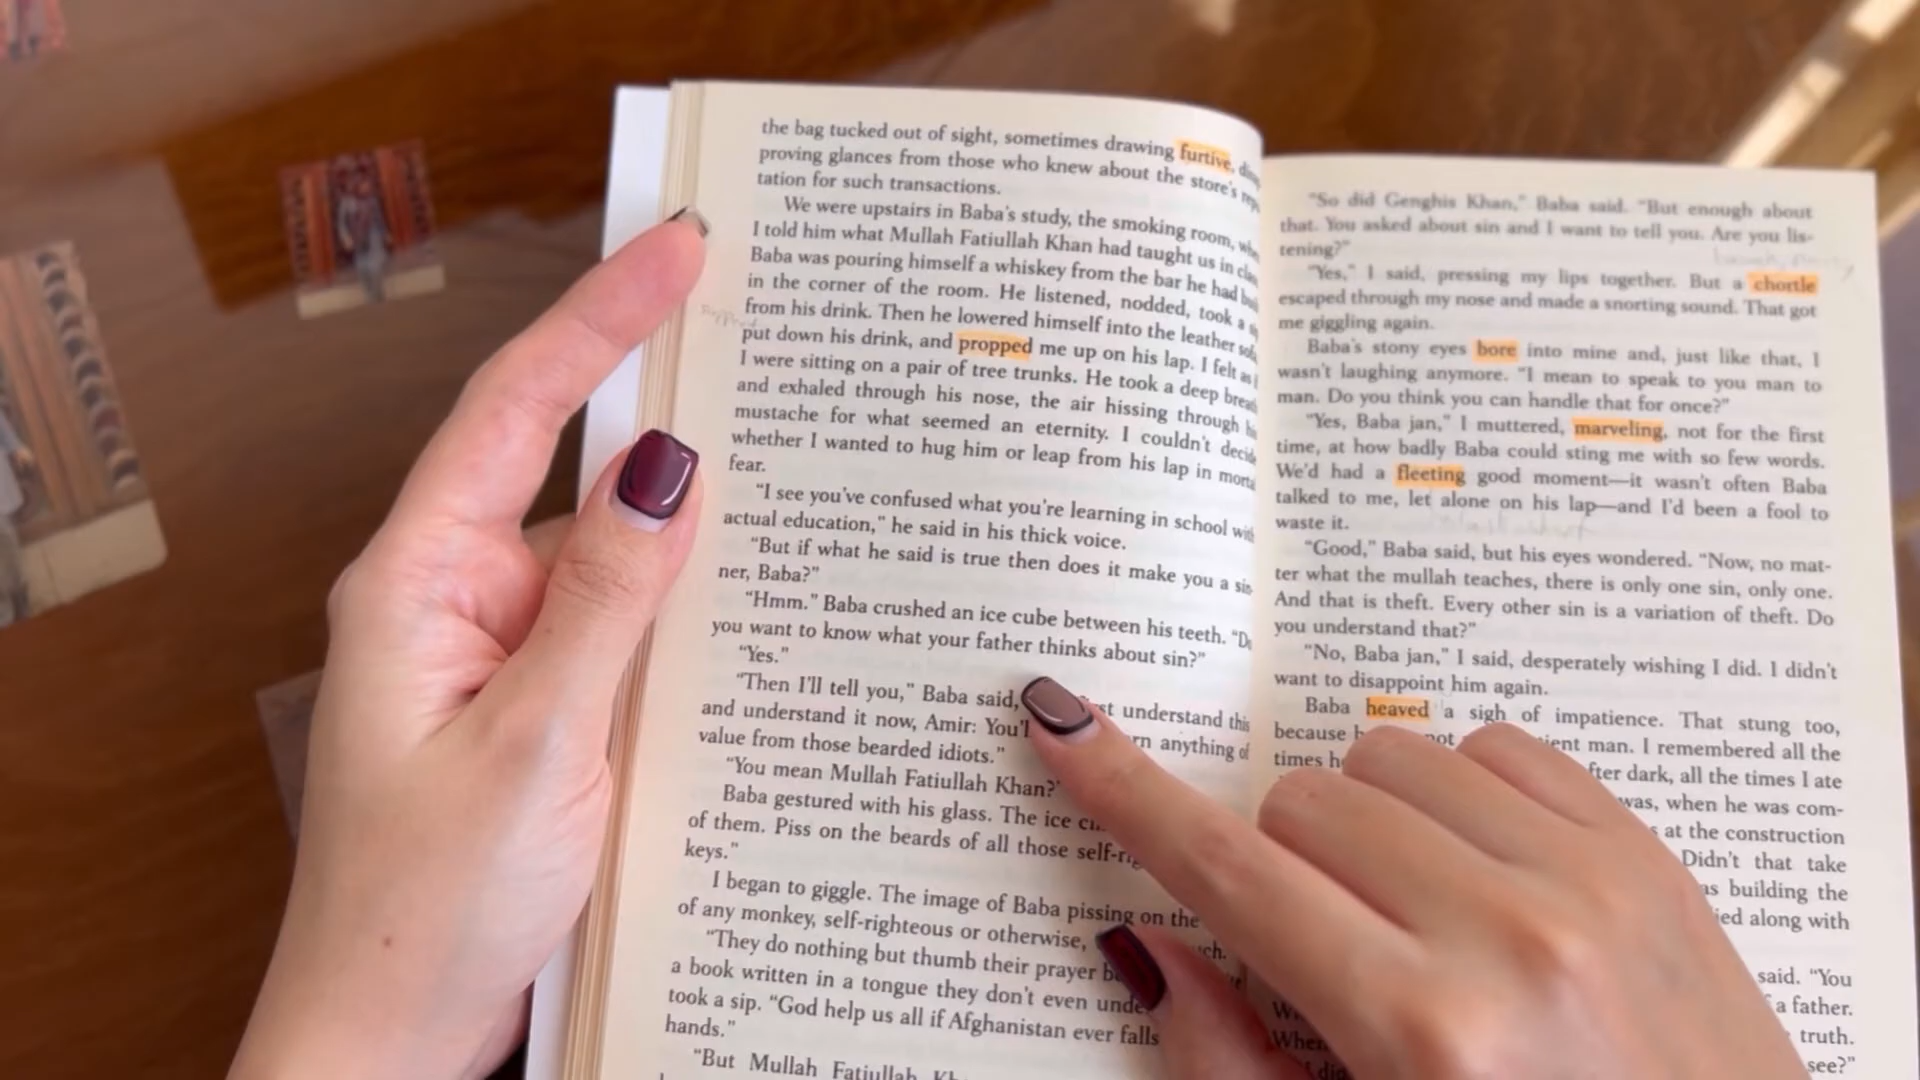 the bag tucked out of sight, sometimes drawing furtive,
proving glances from those who knew about the store's
tation for such transactions.
We were upstairs in Baba's study, the smoking room,
I told him what Mullah Fatiullah Khan had taught us in
Baba was pouring himself a whiskey from the bar he had
in the corner of the room. He listened, nodded, took a
from his drink. Then he lowered himself into the leather
put down his drink, and propped me up on his lap. I felt as
I were sitting on a pair of tree trunks. He took a deep
and exhaled through his nose, the air hissing through
mustache for what seemed an eternity. I couldn't
whether I wanted to hug him or leap from his lap in
fear.
"I see you've confused what you're learning in school
actual education," he said in his thick voice.
"But if what he said is true then does it make you a sin-
ner, Baba?"
"Hmm." Baba crushed an ice cube between his teeth.
you want to know what your father thinks about sin?"
"Yes."
"Then I'll tell you," Baba said, understand this
and understand it now, Amir: anything of
value from those bearded idiots."
"You mean Mullah Fatiullah Khan?"
Baba gestured with his glass. The ice
of them. Piss on the beards of all those
keys."
I began to giggle. The image of Baba pissing on the
of any monkey, self-righteous or otherwise,
"They do nothing but thumb their prayer
a book written in a tongue they don't even
took a sip. "God help us all if Afghanistan ever falls
hands."
"But Mullah Fatiullah
"So did Genghis Khan," Baba said. "But enough about
that. You asked about sin and I want to tell you. Are you lis-
tening?"
"Yes," I said, pressing my lips together. But a chortle
escaped through my nose and made a snorting sound. That got
me giggling again.
Baba's stony eyes bore into mine and, just like that, I
wasn't laughing anymore. "I mean to speak to you man to
man. Do you think you can handle that for once?"
"Yes, Baba jan," I muttered, marveling, not for the first
time, at how badly Baba could sting me with so few words.
We'd had a fleeting good moment—it wasn't often Baba
talked to me, let alone on his lap—and I'd been a fool to
waste it.
"Good," Baba said, but his eyes wondered. "Now, no mat-
ter what the mullah teaches, there is only one sin, only one.
And that is theft. Every other sin is a variation of theft. Do
you understand that?"
"No, Baba jan," I said, desperately wishing I did. I didn't
want to disappoint him again.
Baba heaved a sigh of impatience. That stung too,
because man. I remembered all the
times dark, all the times I ate
when he was com-
at the construction
Didn't that take
building the
along with
said. "You
a father.
truth.
see?"